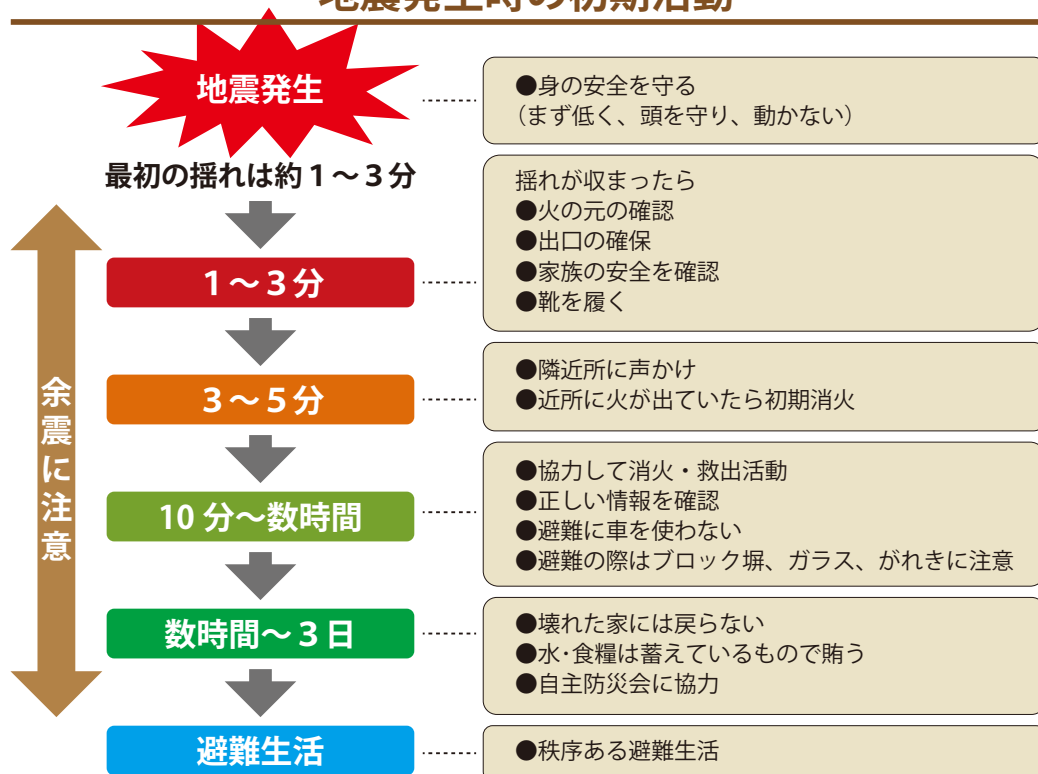 地震発生時の初期活動
地震発生
●身の安全を守る
（まず低く、頭を守り、動かない）
最初の揺れは約１～３分
揺れが収まったら
●火の元の確認
●出口の確保
●家族の安全を確認
●靴を履く
１～３分
３～５分
●隣近所に声かけ
●近所に火が出ていたら初期消火
10 分～数時間
●協力して消火・救出活動
●正しい情報を確認
●避難に車を使わない
●避難の際はブロック塀、ガラス、がれきに注意
数時間～３日
●壊れた家には戻らない
●水･食糧は蓄えているもので賄う
●自主防災会に協力
避難生活
●秩序ある避難生活
余震に注意